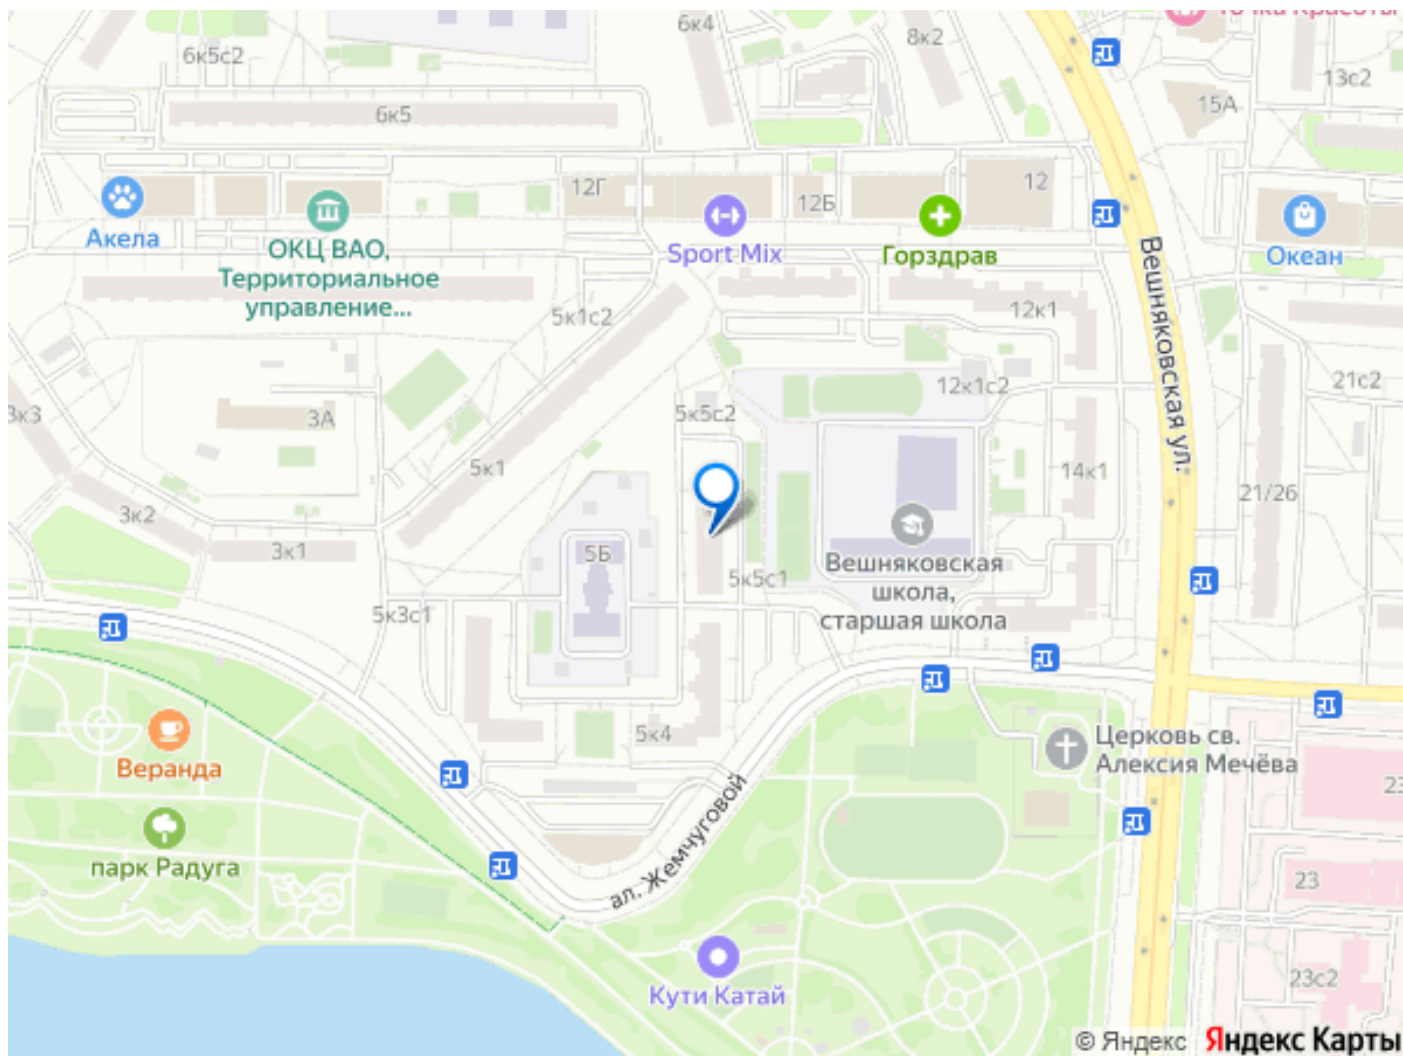 Точка Красоты
6к4
8к2
6к5с2
13с2
15А
6к5
12Г
12Б
12
Акела
ОКЦ ВАО,
Территориальное
управление...
Sport Mix
Горздрав
Океан
Вешняковская ул.
5к1с2
12к1
12к1с2
21с2
3к3
3А
5к5с2
5к1
14к1
21/26
3к2
3к1
5Б
Вешняковская
школа,
старшая школа
5к5с1
5к3с1
5к4
Церковь св.
Алексия Мечёва
Веранда
ал. Жемчуговой
парк Радуга
23
23с2
Кути Катай
© Яндекс Яндекс Карты